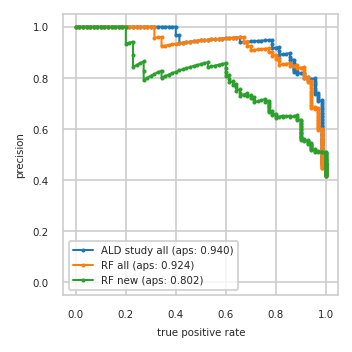 1.0
0.8
0.6
0.4
0.2
0.0
precision
ALD study all (aps: 0.940)
RF all (aps: 0.924)
RF new (aps: 0.802)
0.0 0.2 0.4 0.6 0.8 1.0
true positive rate